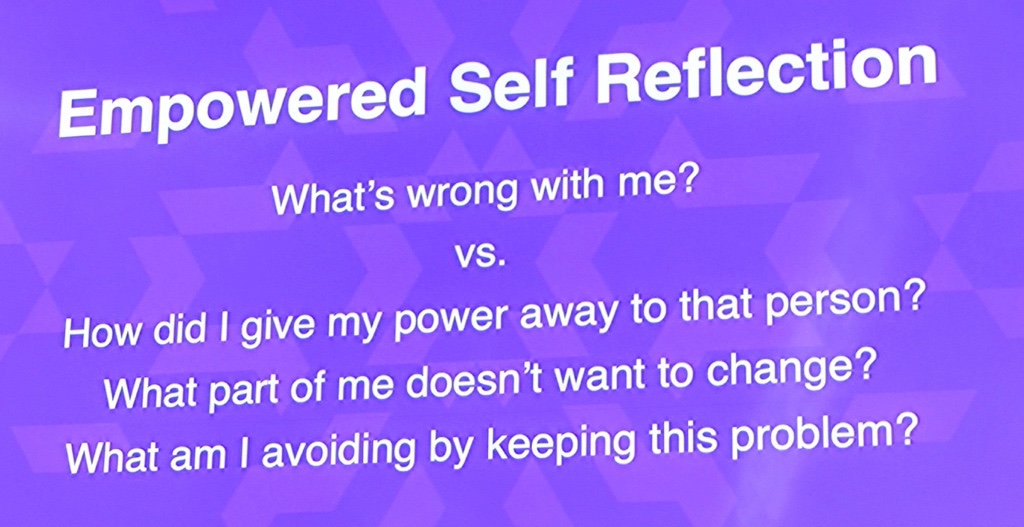 Empowered Self Reflection
What's wrong with me?
vs.
How did I give my power away to that person?
What part of me doesn't want to change?
What am I avoiding by keeping this problem?